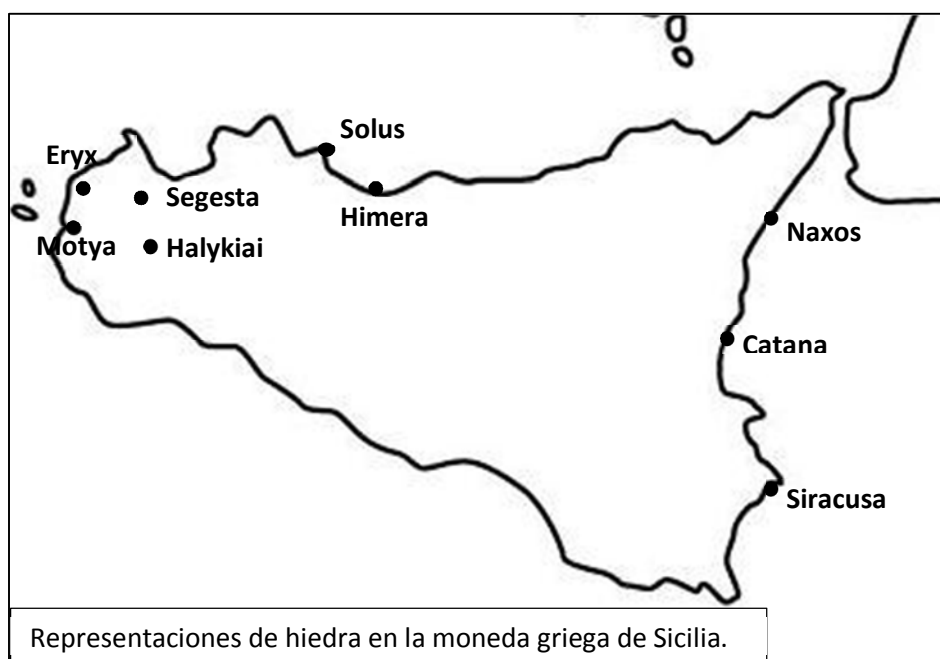 Solus
Eryx
Segesta
Himera
Naxos
Motya
Halykiai
Catana
Siracusa
Representaciones de hiedra en la moneda griega de Sicilia.